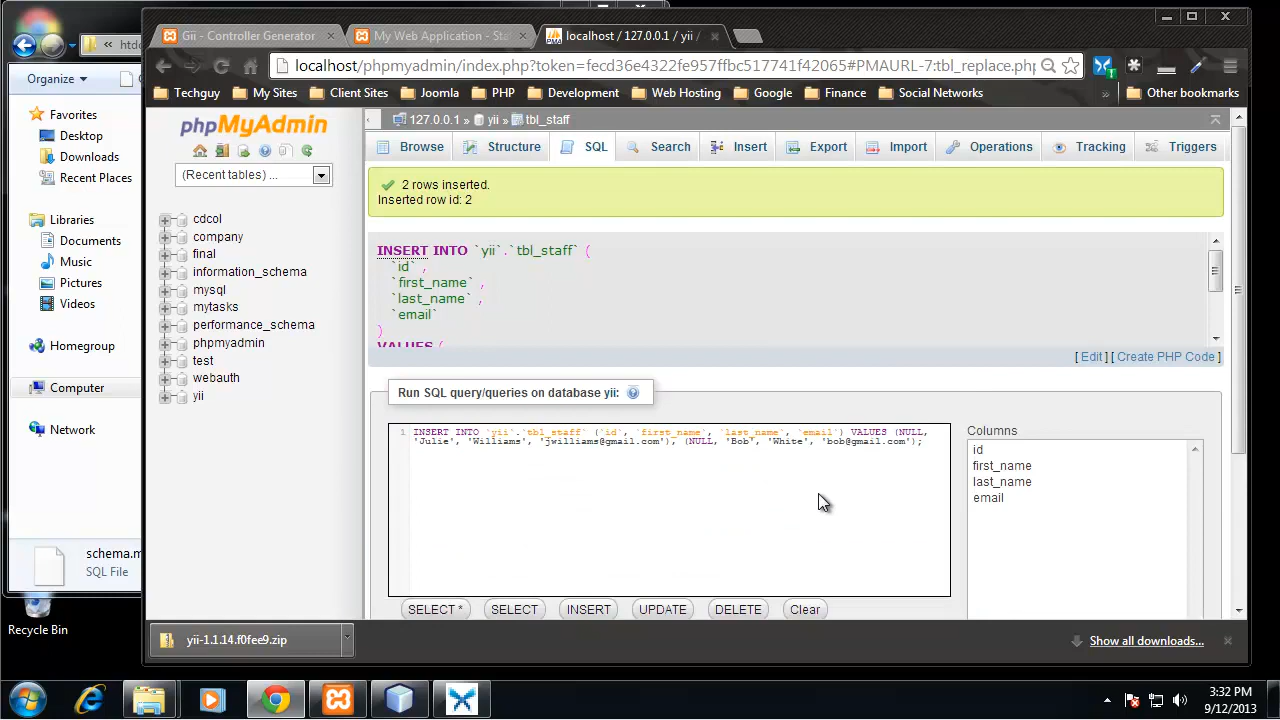 Gii - Controller Generator
My Web Application - Sta
localhost / 127.0.0.1 / yii /
« htdo
localhost/phpmyadmin/index.php?token=fecd36e4322fe957ffbc517741f42065#PMAURL-7:tbl_replace.php
Organize
Techguy
My Sites
Client Sites
Joomla
PHP
Development
Web Hosting
Google
Finance
Social Networks
»
Other bookmarks
Favorites
Desktop
Downloads
Recent Places
Libraries
Documents
Music
Pictures
Videos
Homegroup
Computer
Network
schema.m
SQL File
Recycle Bin
phpMyAdmin
(Recent tables) ...
cdcol
company
final
information_schema
mysql
mytasks
performance_schema
phpmyadmin
test
webauth
yii
127.0.0.1 » yii » tbl_staff
Browse
Structure
SQL
Search
Insert
Export
Import
Operations
Tracking
Triggers
2 rows inserted.
Inserted row id: 2
INSERT INTO `yii`.`tbl_staff` (
`id` ,
`first_name` ,
`last_name` ,
`email`
)
VALUES (
[ Edit ] [ Create PHP Code ]
Run SQL query/queries on database yii:
1 INSERT INTO `yii`.`tbl_staff` (`id`, `first_name`, `last_name`, `email`) VALUES (NULL,
'Julie', 'Williams', 'jwilliams@gmail.com'), (NULL, 'Bob', 'White', 'bob@gmail.com');
Columns
id
first_name
last_name
email
SELECT *
SELECT
INSERT
UPDATE
DELETE
Clear
yii-1.1.14.f0fee9.zip
Show all downloads...
3:32 PM
9/12/2013